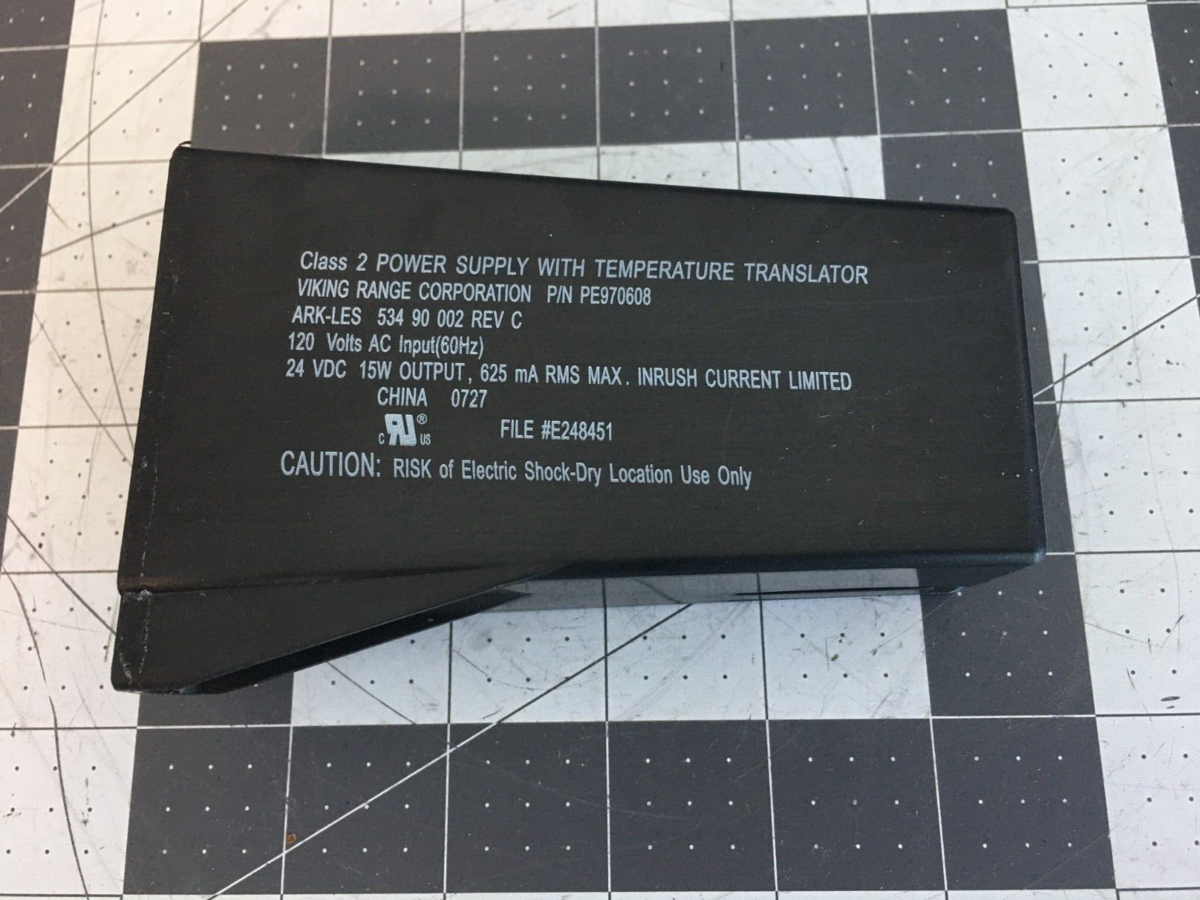 Class 2 POWER SUPPLY WITH TEMPERATURE TRANSLATOR
VIKING RANGE CORPORATION P/N PE970608
ARK-LES 534 90 002 REV C
120 Volts AC Input(60Hz)
24 VDC 15W OUTPUT, 625 mA RMS MAX. INRUSH CURRENT LIMITED
CHINA 0727
c RU ® US FILE #E248451
CAUTION: RISK of Electric Shock-Dry Location Use Only